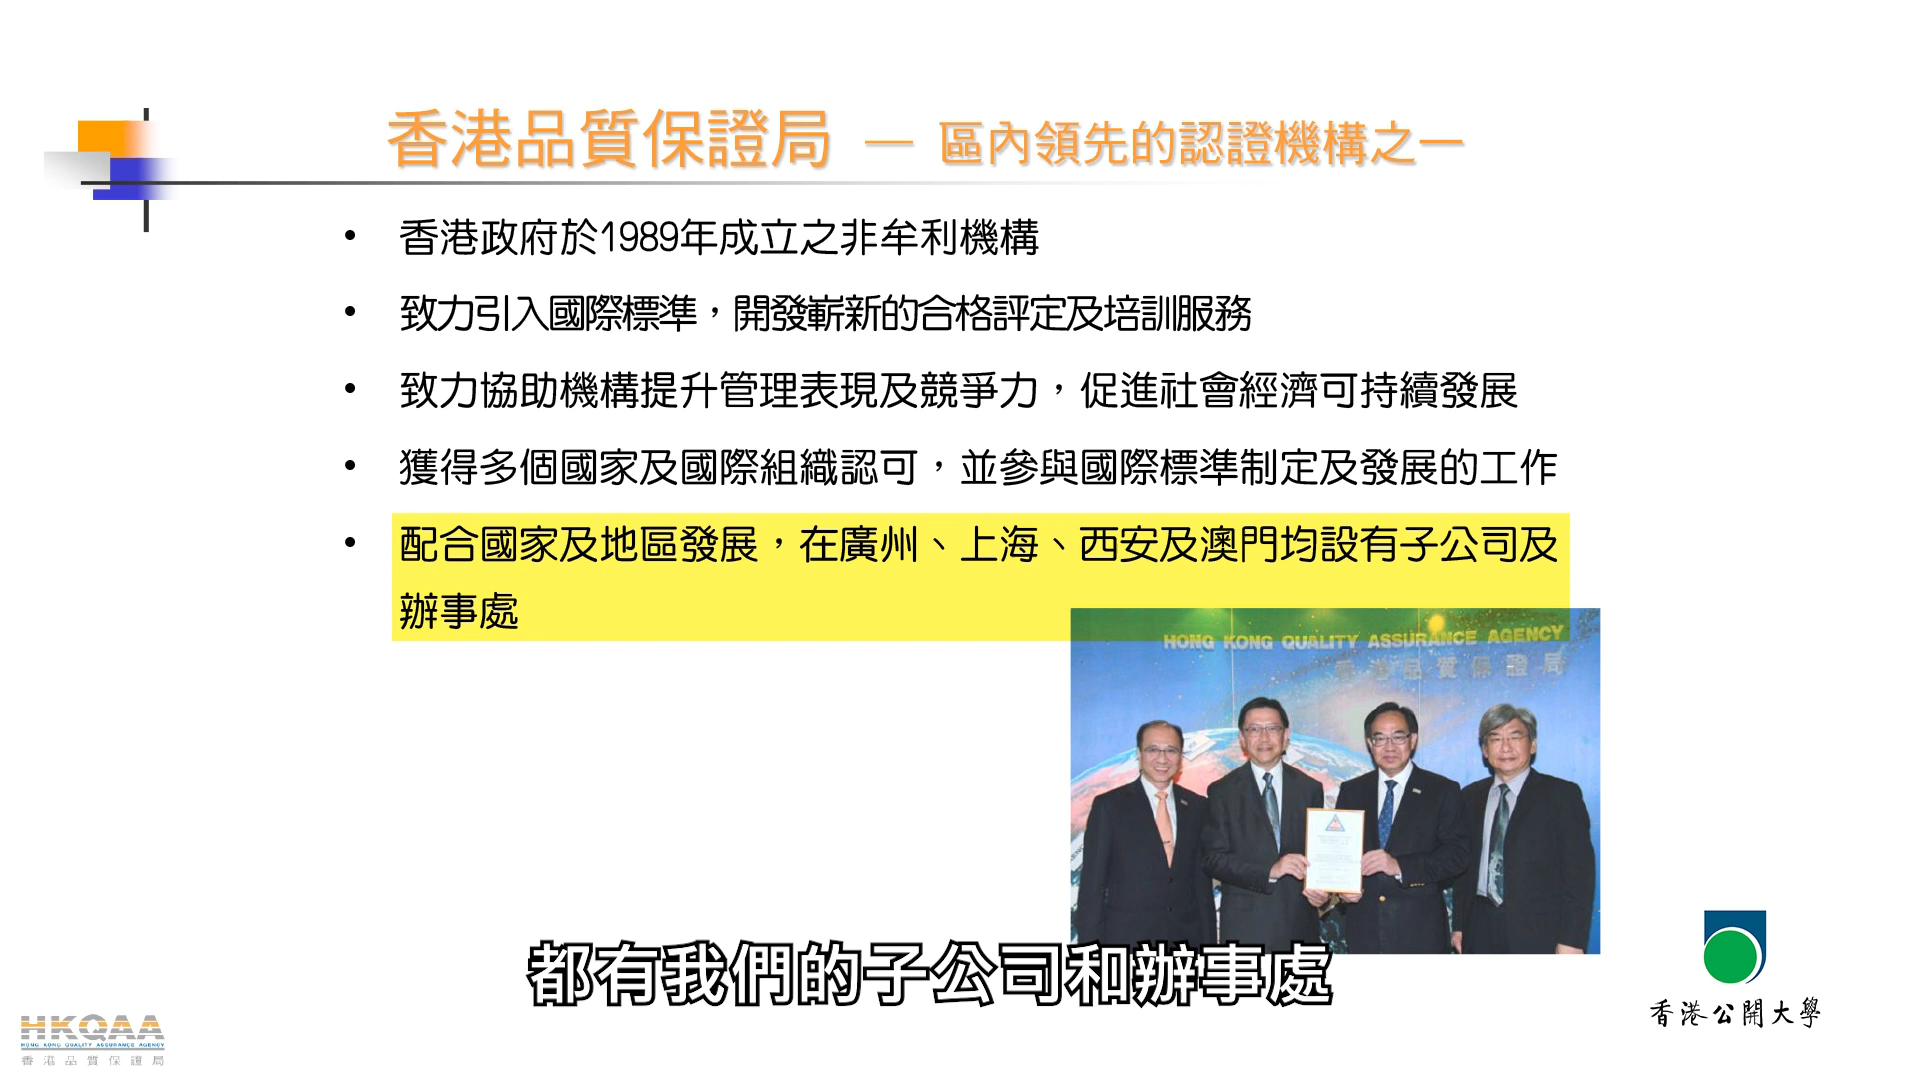 香港品質保證局 — 區內領先的認證機構之一
• 香港政府於1989年成立之非牟利機構
• 致力引入國際標準，開發嶄新的合格評定及培訓服務
• 致力協助機構提升管理表現及競爭力，促進社會經濟可持續發展
• 獲得多個國家及國際組織認可，並參與國際標準制定及發展的工作
• 配合國家及地區發展，在廣州、上海、西安及澳門均設有子公司及
辦事處
HONG KONG QUALITY ASSURANCE AGENCY
香港品質保證局
都有我們的子公司和辦事處
香港公開大學
HKQAA
HONG KONG QUALITY ASSURANCE AGENCY
香港品質保證局